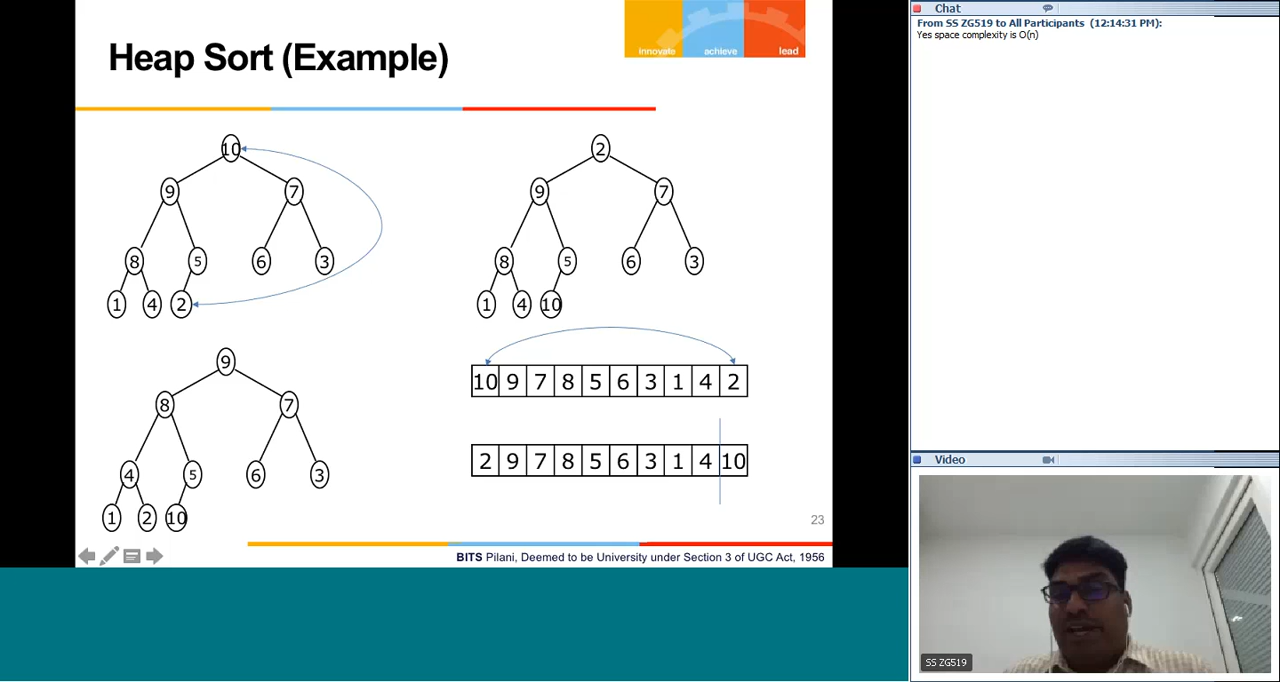 Heap Sort (Example)
innovate achieve lead
10
9 7
8 5 6 3
1 4 2
2
9 7
8 5 6 3
1 4 10
9
8 7
4 5 6 3
1 2 10
10 9 7 8 5 6 3 1 4 2
2 9 7 8 5 6 3 1 4 10
23
BITS Pilani, Deemed to be University under Section 3 of UGC Act, 1956
Chat
From SS ZG519 to All Participants (12:14:31 PM):
Yes space complexity is O(n)
Video
SS ZG519